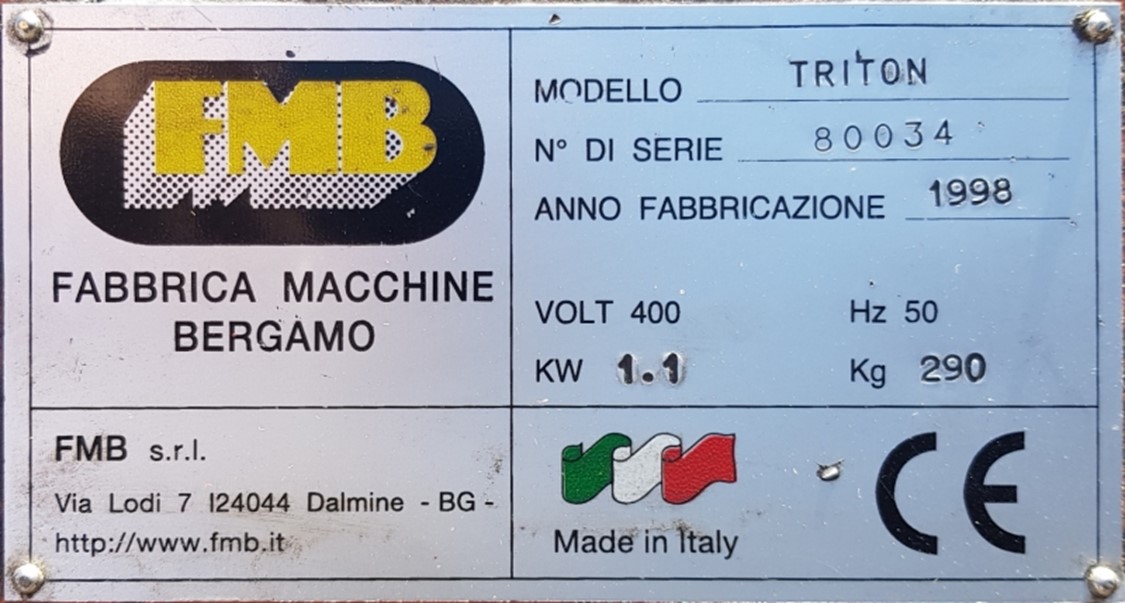 FMB
FABBRICA MACCHINE
BERGAMO
MODELLO TRITON
N° DI SERIE 80034
ANNO FABBRICAZIONE 1998
VOLT 400 Hz 50
KW 1.1 Kg 290
FMB s.r.l.
Via Lodi 7 I24044 Dalmine - BG -
http://www.fmb.it
Made in Italy
CE